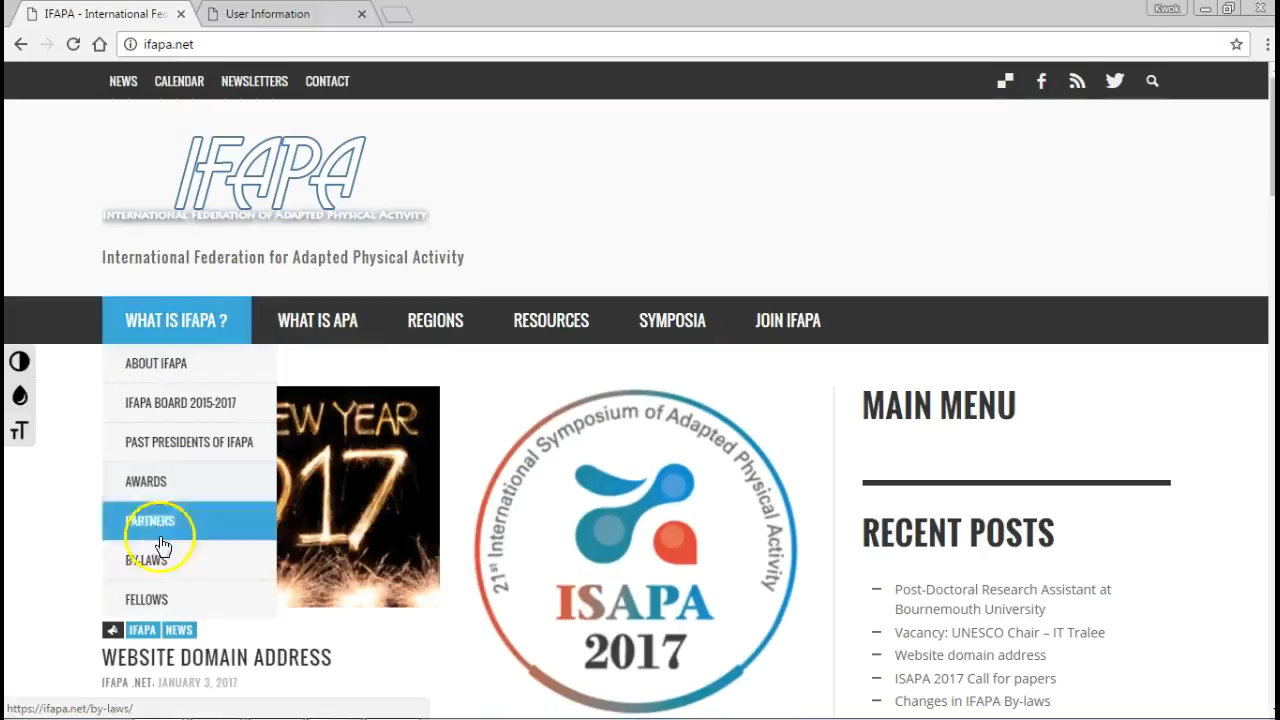 IFAPA - International Fed
User Information
Kwok
ifapa.net
NEWS CALENDAR NEWSLETTERS CONTACT
IFAPA
INTERNATIONAL FEDERATION OF ADAPTED PHYSICAL ACTIVITY
International Federation for Adapted Physical Activity
WHAT IS IFAPA ? WHAT IS APA REGIONS RESOURCES SYMPOSIA JOIN IFAPA
ABOUT IFAPA
IFAPA BOARD 2015-2017
PAST PRESIDENTS OF IFAPA
AWARDS
PARTNERS
BY-LAWS
FELLOWS
TT
EW YEAR
017
IFAPA NEWS
WEBSITE DOMAIN ADDRESS
IFAPA .NET, JANUARY 3, 2017
21st International Symposium of Adapted Physical Activity
ISAPA
2017
MAIN MENU
RECENT POSTS
Post-Doctoral Research Assistant at
Bournemouth University
Vacancy: UNESCO Chair – IT Tralee
Website domain address
ISAPA 2017 Call for papers
Changes in IFAPA By-laws
https://ifapa.net/by-laws/